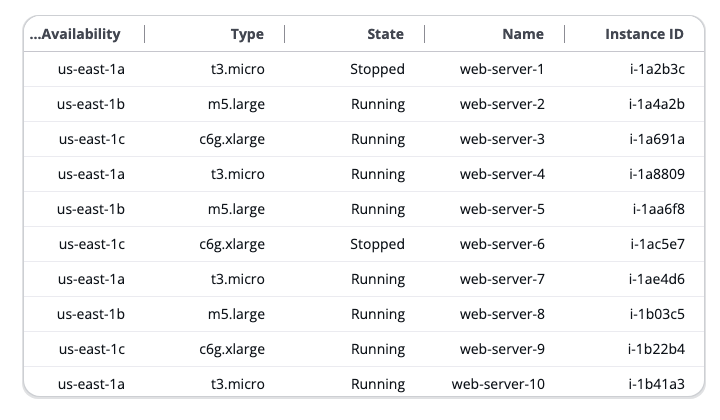 ...Availability Type State Name Instance ID
us-east-1a t3.micro Stopped web-server-1 i-1a2b3c
us-east-1b m5.large Running web-server-2 i-1a4a2b
us-east-1c c6g.xlarge Running web-server-3 i-1a691a
us-east-1a t3.micro Running web-server-4 i-1a8809
us-east-1b m5.large Running web-server-5 i-1aa6f8
us-east-1c c6g.xlarge Stopped web-server-6 i-1ac5e7
us-east-1a t3.micro Running web-server-7 i-1ae4d6
us-east-1b m5.large Running web-server-8 i-1b03c5
us-east-1c c6g.xlarge Running web-server-9 i-1b22b4
us-east-1a t3.micro Running web-server-10 i-1b41a3